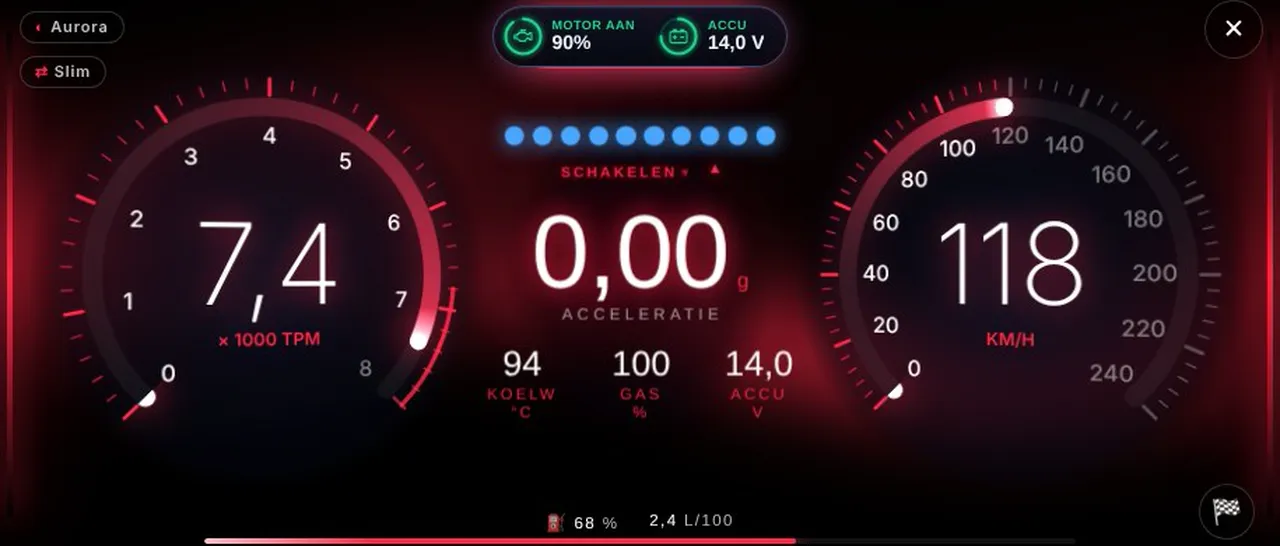 Aurora
Slim
MOTOR AAN
90%
ACCU
14,0 V
SCHAKELEN
0 1 2 3 4 5 6 7 8
7,4
× 1000 TPM
0,00 g
ACCELERATIE
94
KOELW
°C
100
GAS
%
14,0
ACCU
V
0 20 40 60 80 100 120 140 160 180 200 220 240
118
KM/H
68 %
2,4 L/100